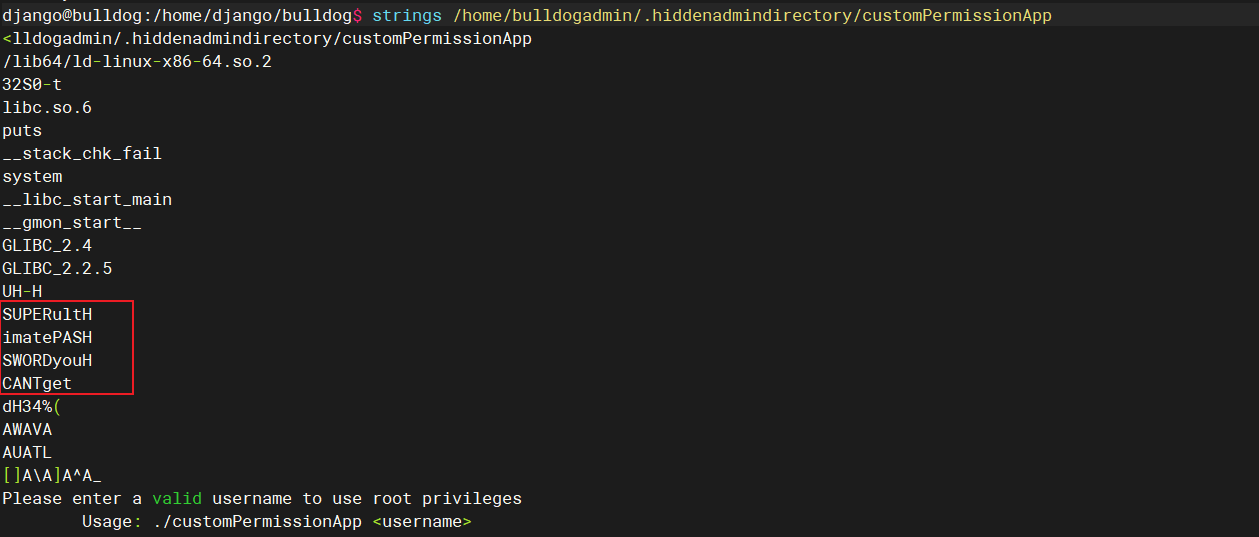 django@bulldog:/home/django/bulldog$ strings /home/bulldogadmin/.hiddenadmindirectory/customPermissionApp
<lldogadmin/.hiddenadmindirectory/customPermissionApp
/lib64/ld-linux-x86-64.so.2
32S0-t
libc.so.6
puts
__stack_chk_fail
system
__libc_start_main
__gmon_start__
GLIBC_2.4
GLIBC_2.2.5
UH-H
SUPERultH
imatePASH
SWORDyouH
CANTget
dH34%(
AWAVA
AUATL
[]A\A]A^A_
Please enter a valid username to use root privileges
        Usage: ./customPermissionApp <username>